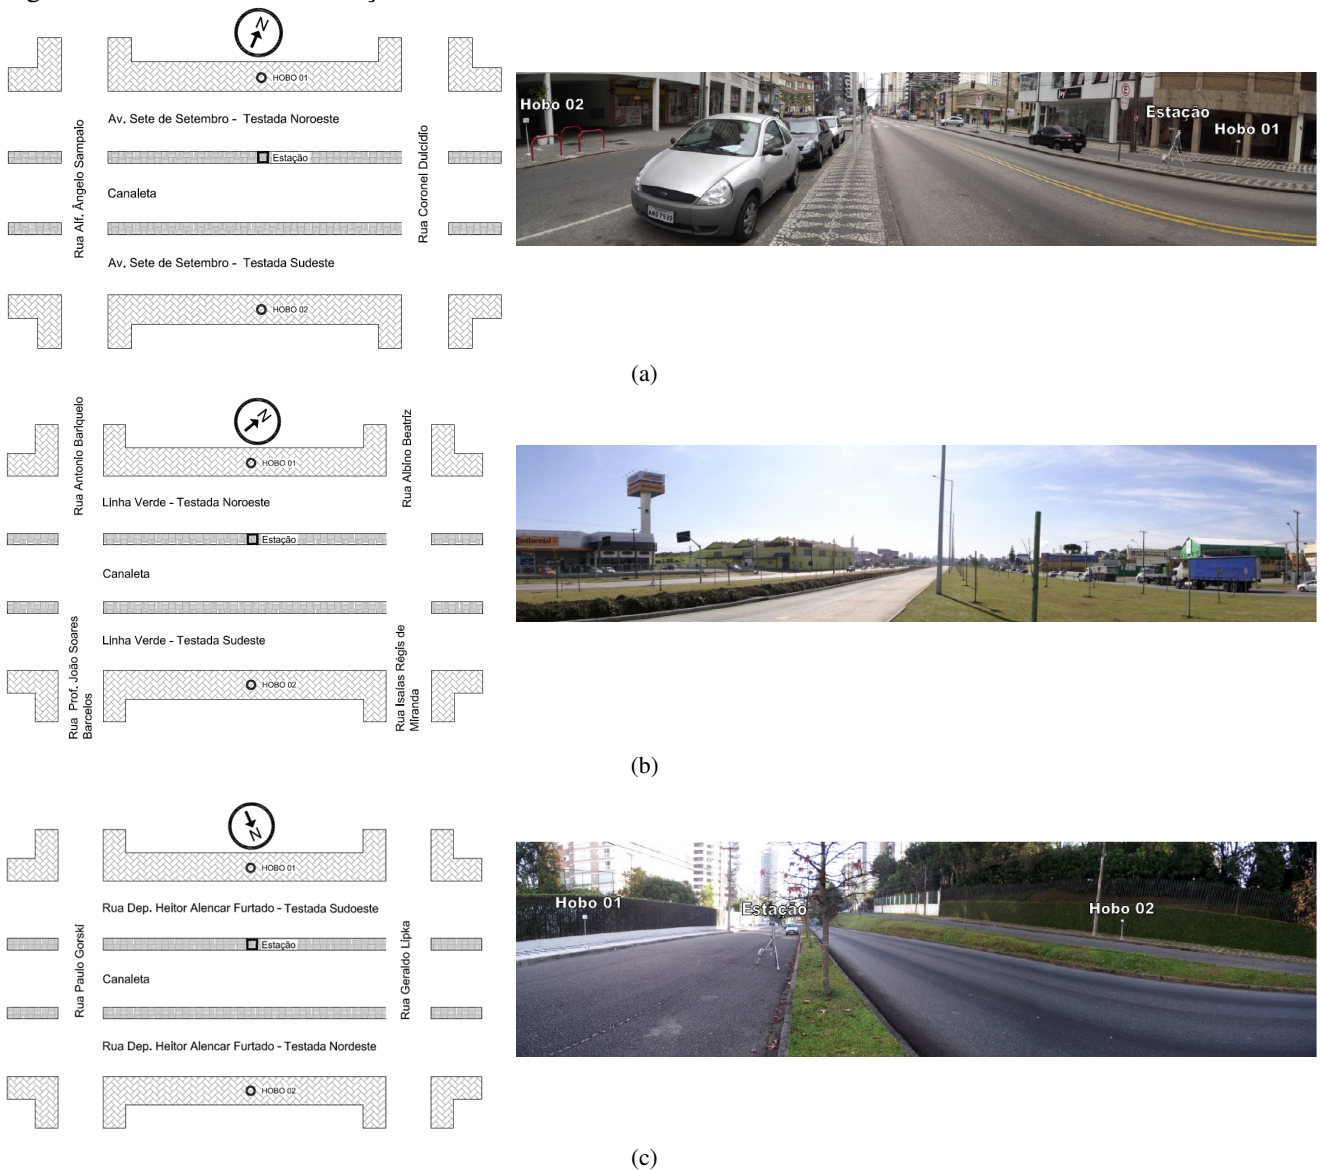 N
HOBO 01
Av. Sete de Setembro - Testada Noroeste
Rua Alf. Ângelo Sampaio
Rua Coronel Dulcídio
Estação
Canaleta
Av. Sete de Setembro - Testada Sudeste
HOBO 02
Hobo 02
Estação
Hobo 01
(a)
Rua Antonio Bariquelo
Rua Albino Beatriz
N
HOBO 01
Linha Verde - Testada Noroeste
Estação
Canaleta
Linha Verde - Testada Sudeste
Rua Prof. João Soares
Barcelos
Rua Isaías Régis de
Miranda
HOBO 02
(b)
N
HOBO 01
Rua Dep. Heitor Alencar Furtado - Testada Sudoeste
Rua Paulo Gorski
Rua Geraldo Lipka
Estação
Canaleta
Rua Dep. Heitor Alencar Furtado - Testada Nordeste
HOBO 02
Hobo 01
Estação
Hobo 02
(c)